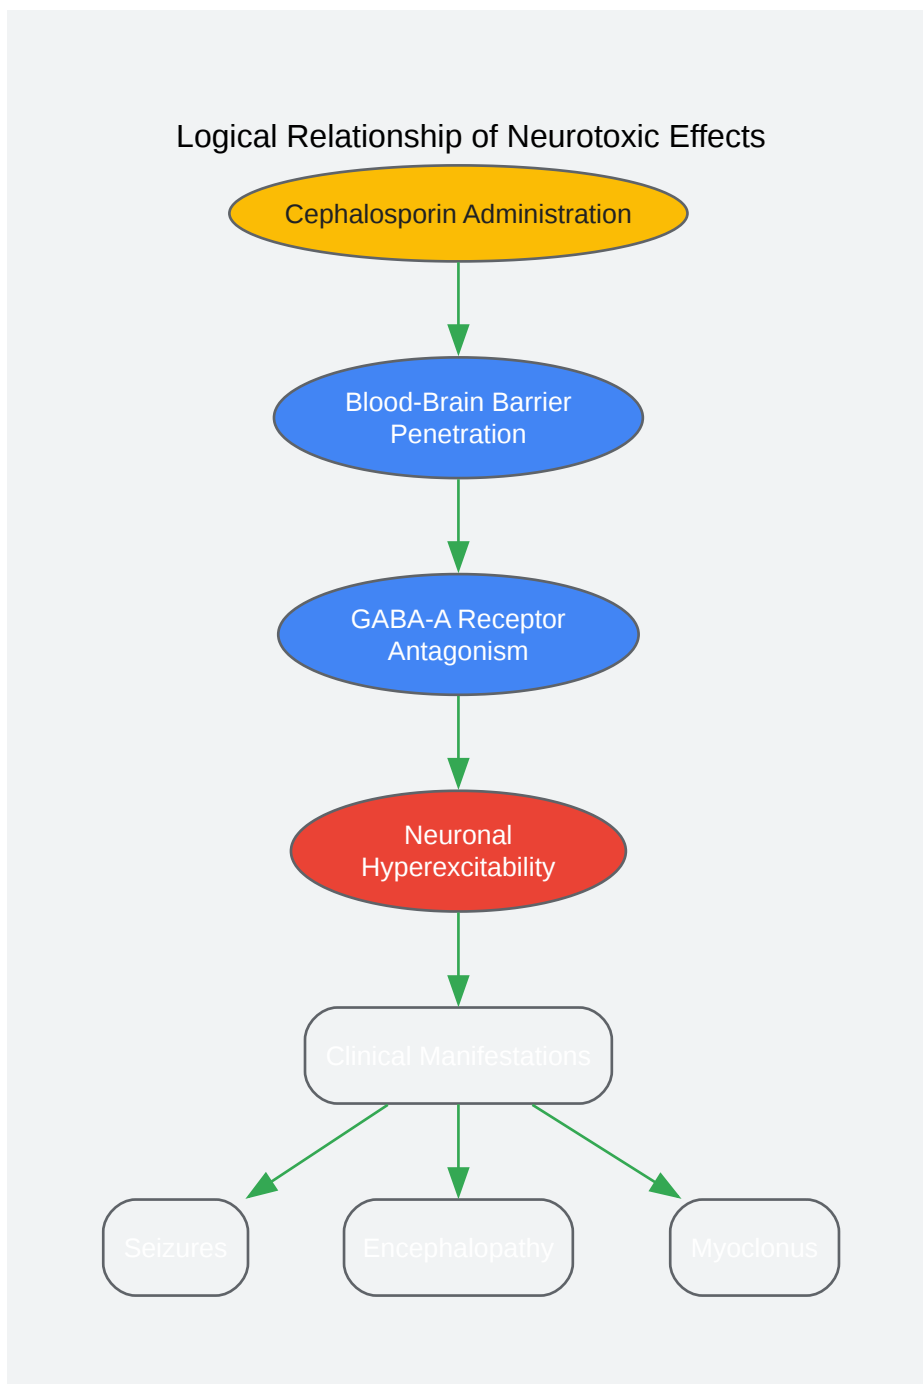 Logical Relationship of Neurotoxic Effects
Cephalosporin Administration
Blood-Brain Barrier
Penetration
GABA-A Receptor
Antagonism
Neuronal
Hyperexcitability
Clinical Manifestations
Seizures
Encephalopathy
Myoclonus